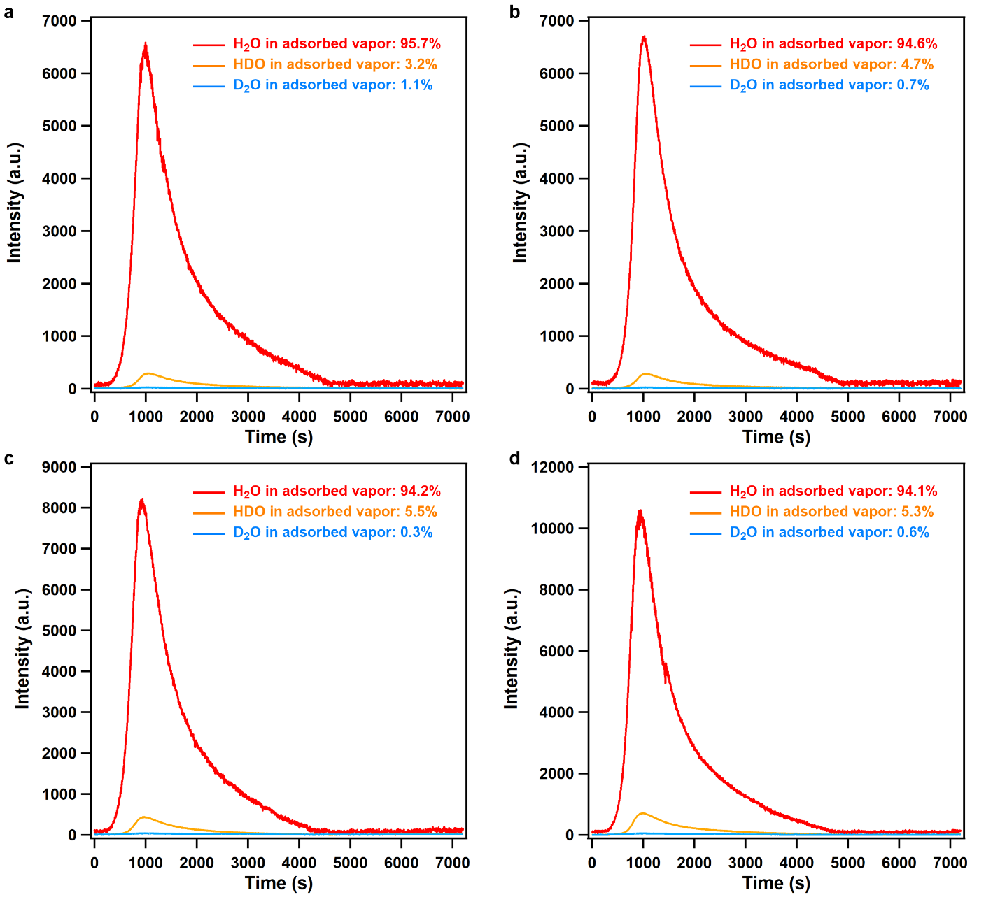 a
7000
6000
5000
4000
3000
2000
1000
0
Intensity (a.u.)
H₂O in adsorbed vapor: 95.7%
HDO in adsorbed vapor: 3.2%
D₂O in adsorbed vapor: 1.1%
0 1000 2000 3000 4000 5000 6000 7000
Time (s)
b
7000
6000
5000
4000
3000
2000
1000
0
Intensity (a.u.)
H₂O in adsorbed vapor: 94.6%
HDO in adsorbed vapor: 4.7%
D₂O in adsorbed vapor: 0.7%
0 1000 2000 3000 4000 5000 6000 7000
Time (s)
c
9000
8000
7000
6000
5000
4000
3000
2000
1000
0
Intensity (a.u.)
H₂O in adsorbed vapor: 94.2%
HDO in adsorbed vapor: 5.5%
D₂O in adsorbed vapor: 0.3%
0 1000 2000 3000 4000 5000 6000 7000
Time (s)
d
12000
10000
8000
6000
4000
2000
0
Intensity (a.u.)
H₂O in adsorbed vapor: 94.1%
HDO in adsorbed vapor: 5.3%
D₂O in adsorbed vapor: 0.6%
0 1000 2000 3000 4000 5000 6000 7000
Time (s)